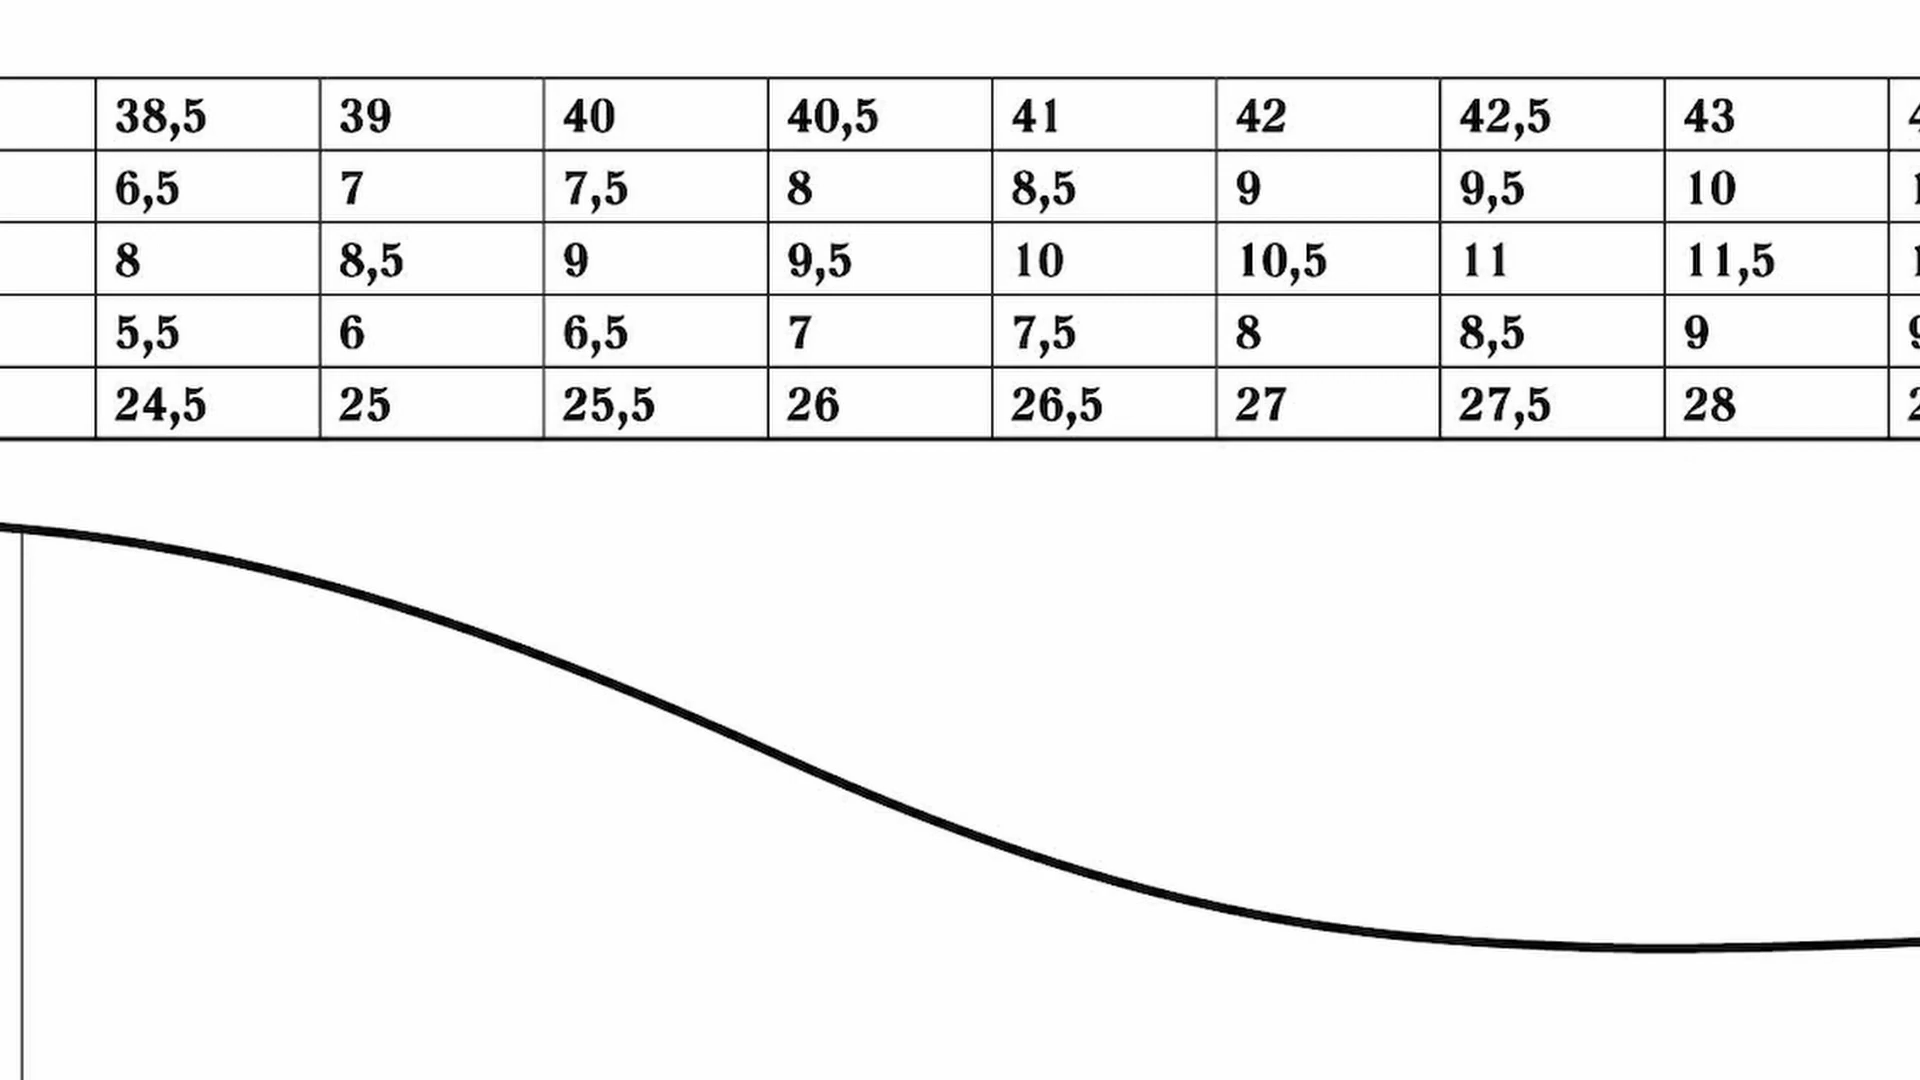 38,5 39 40 40,5 41 42 42,5 43
6,5 7 7,5 8 8,5 9 9,5 10
8 8,5 9 9,5 10 10,5 11 11,5
5,5 6 6,5 7 7,5 8 8,5 9
24,5 25 25,5 26 26,5 27 27,5 28